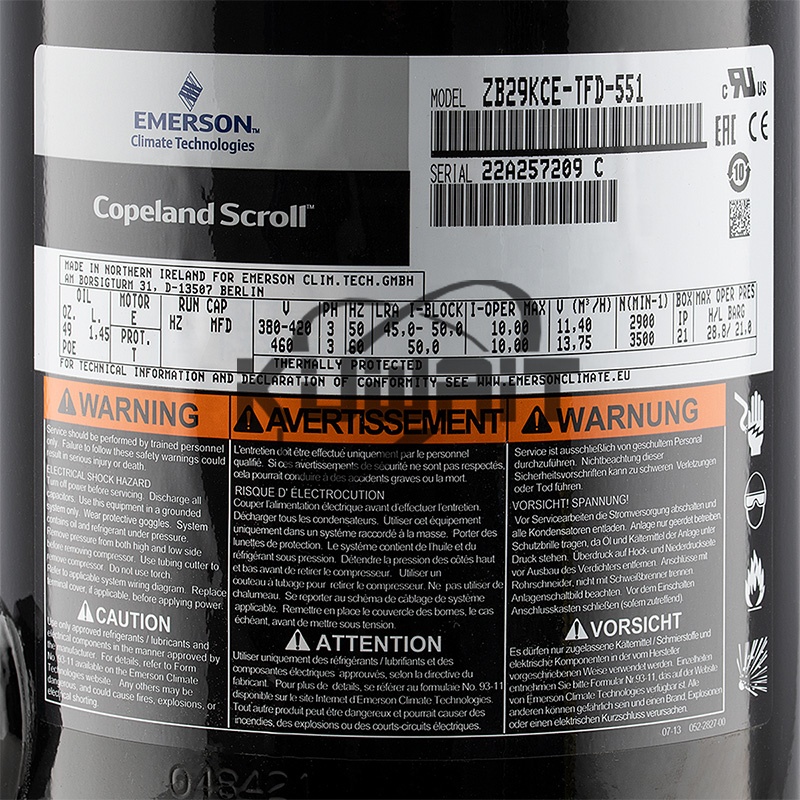 EMERSON™
Climate Technologies
Copeland Scroll™
MODEL ZB29KCE-TFD-551
SERIAL 22A257209 C
c US
EAC CE
10
MADE IN NORTHERN IRELAND FOR EMERSON CLIM.TECH.GMBH
AM BORSIGTURM 31, D-13507 BERLIN
OIL MOTOR RUN CAP V PH HZ LRA I-BLOCK I-OPER MAX V (M³/H) N(MIN-1) BOX MAX OPER PRES
OZ. L. E HZ MFD 380-420 3 50 45,0- 50,0 10,00 11,40 2900 IP H/L BARG
49 1,45 PROT. 460 3 60 50,0 10,00 13,75 3500 21 28,8/ 21,0
POE T THERMALLY PROTECTED
FOR TECHNICAL INFORMATION AND DECLARATION OF CONFORMITY SEE WWW.EMERSONCLIMATE.EU
KUWAIT
WARNING
Service should be performed by trained personnel
only. Failure to follow these safety warnings could
result in serious injury or death.
ELECTRICAL SHOCK HAZARD
Turn off power before servicing. Discharge all
capacitors. Use this equipment in a grounded
system only. Wear protective goggles. System
contains oil and refrigerant under pressure.
Remove pressure from both high and low side
before removing compressor. Use tubing cutter to
remove compressor. Do not use torch.
Refer to applicable system wiring diagram. Replace
terminal cover, if applicable, before applying power.
CAUTION
Use only approved refrigerants / lubricants and
electrical components in the manner approved by
the manufacturer. For details, refer to Form
No. 93-11 available on the Emerson Climate
Technologies website. Any others may be
dangerous, and could cause fires, explosions, or
electrical shorting.
AVERTISSEMENT
L'entretien doit être effectué uniquement par le personnel
qualifié. Si ces avertissements de sécurité ne sont pas respectés,
cela pourrait conduire à des accidents graves ou la mort.
RISQUE D' ÉLECTROCUTION
Couper l'alimentation électrique avant d'effectuer l'entretien.
Décharger tous les condensateurs. Utiliser cet équipement
uniquement dans un système raccordé à la masse. Porter des
lunettes de protection. Le système contient de l'huile et du
réfrigérant sous pression. Détendre la pression des côtés haut
et bas avant de retirer le compresseur. Utiliser un
couteau à tubage pour retirer le compresseur. Ne pas utiliser de
chalumeau. Se reporter au schéma de câblage de système
applicable. Remettre en place le couvercle des bornes, le cas
échéant, avant de mettre sous tension.
ATTENTION
Utiliser uniquement des réfrigérants / lubrifiants et des
composantes électriques approuvés, selon la direction du
fabricant. Pour plus de details, se référer au formulaire No. 93-11
disponible sur le site Internet d'Emerson Climate Technologies.
Tout autre produit peut être dangereux et pourrait causer des
incendies, des explosions ou des courts-circuits électriques.
WARNUNG
Service ist ausschließlich von geschultem Personal
durchzuführen. Nichtbeachtung dieser
Sicherheitsvorschriften kann zu schweren Verletzungen
oder Tod führen.
VORSICHT! SPANNUNG!
Vor Servicearbeiten die Stromversorgung abschalten und
alle Kondensatoren entladen. Anlage nur geerdet betreiben.
Schutzbrille tragen, da Öl und Kältemittel der Anlage unter
Druck stehen. Überdruck auf Hoch- und Niederdruckseite
vor Ausbau des Verdichters entfernen. Anschlüsse mit
Rohrschneider, nicht mit Schweißbrenner trennen.
Anlagenschaltbild beachten. Vor dem Einschalten
Anschlusskasten schließen (sofern zutreffend).
VORSICHT
Es dürfen nur zugelassene Kältemittel / Schmierstoffe und
elektrische Komponenten in der vom Hersteller
vorgeschriebenen Weise verwendet werden. Einzelheiten
entnehmen Sie bitte Formular Nr. 93-11, das auf der Website
von Emerson Climate Technologies verfügbar ist. Alle
anderen können gefährlich sein und einen Brand, Explosionen
oder einen elektrischen Kurzschluss verursachen.
07-13 052-2827-00
048421